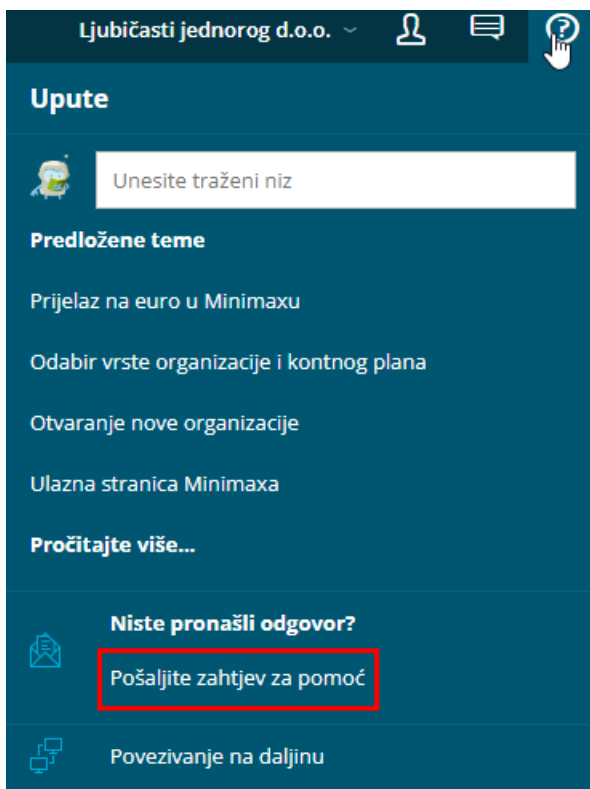 Ljubičasti jednorog d.o.o.
Upute
Unesite traženi niz
Predložene teme
Prijelaz na euro u Minimaxu
Odabir vrste organizacije i kontnog plana
Otvaranje nove organizacije
Ulazna stranica Minimaxa
Pročitajte više...
Niste pronašli odgovor?
Pošaljite zahtjev za pomoć
Povezivanje na daljinu